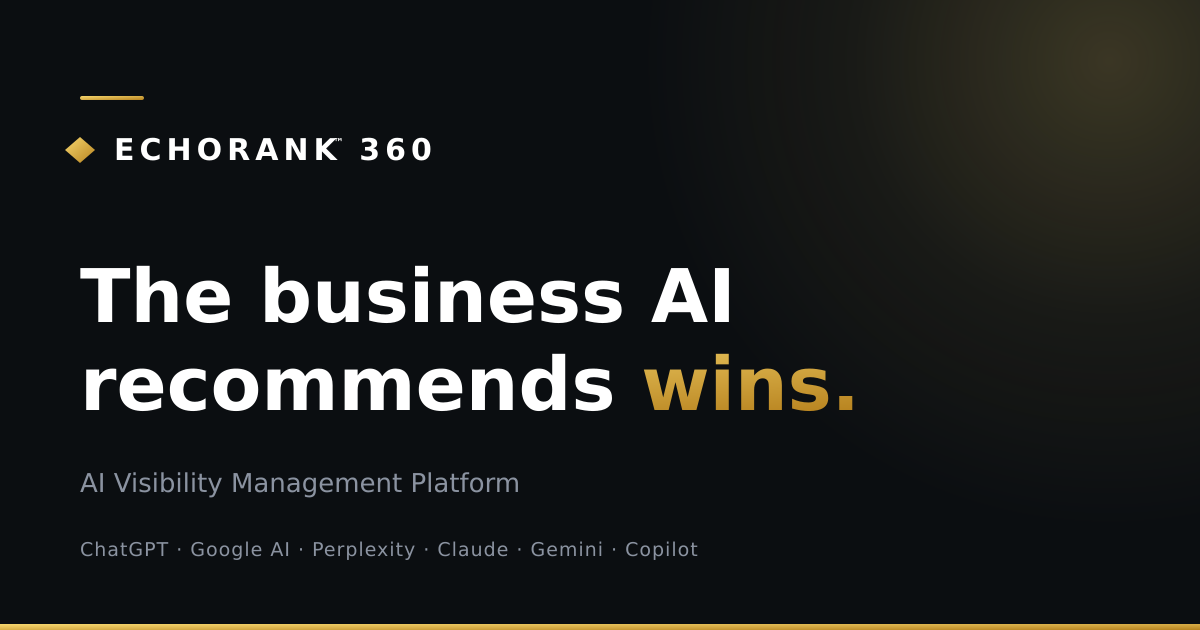 ECHORANK™ 360
The business AI
recommends wins.
AI Visibility Management Platform
ChatGPT · Google AI · Perplexity · Claude · Gemini · Copilot